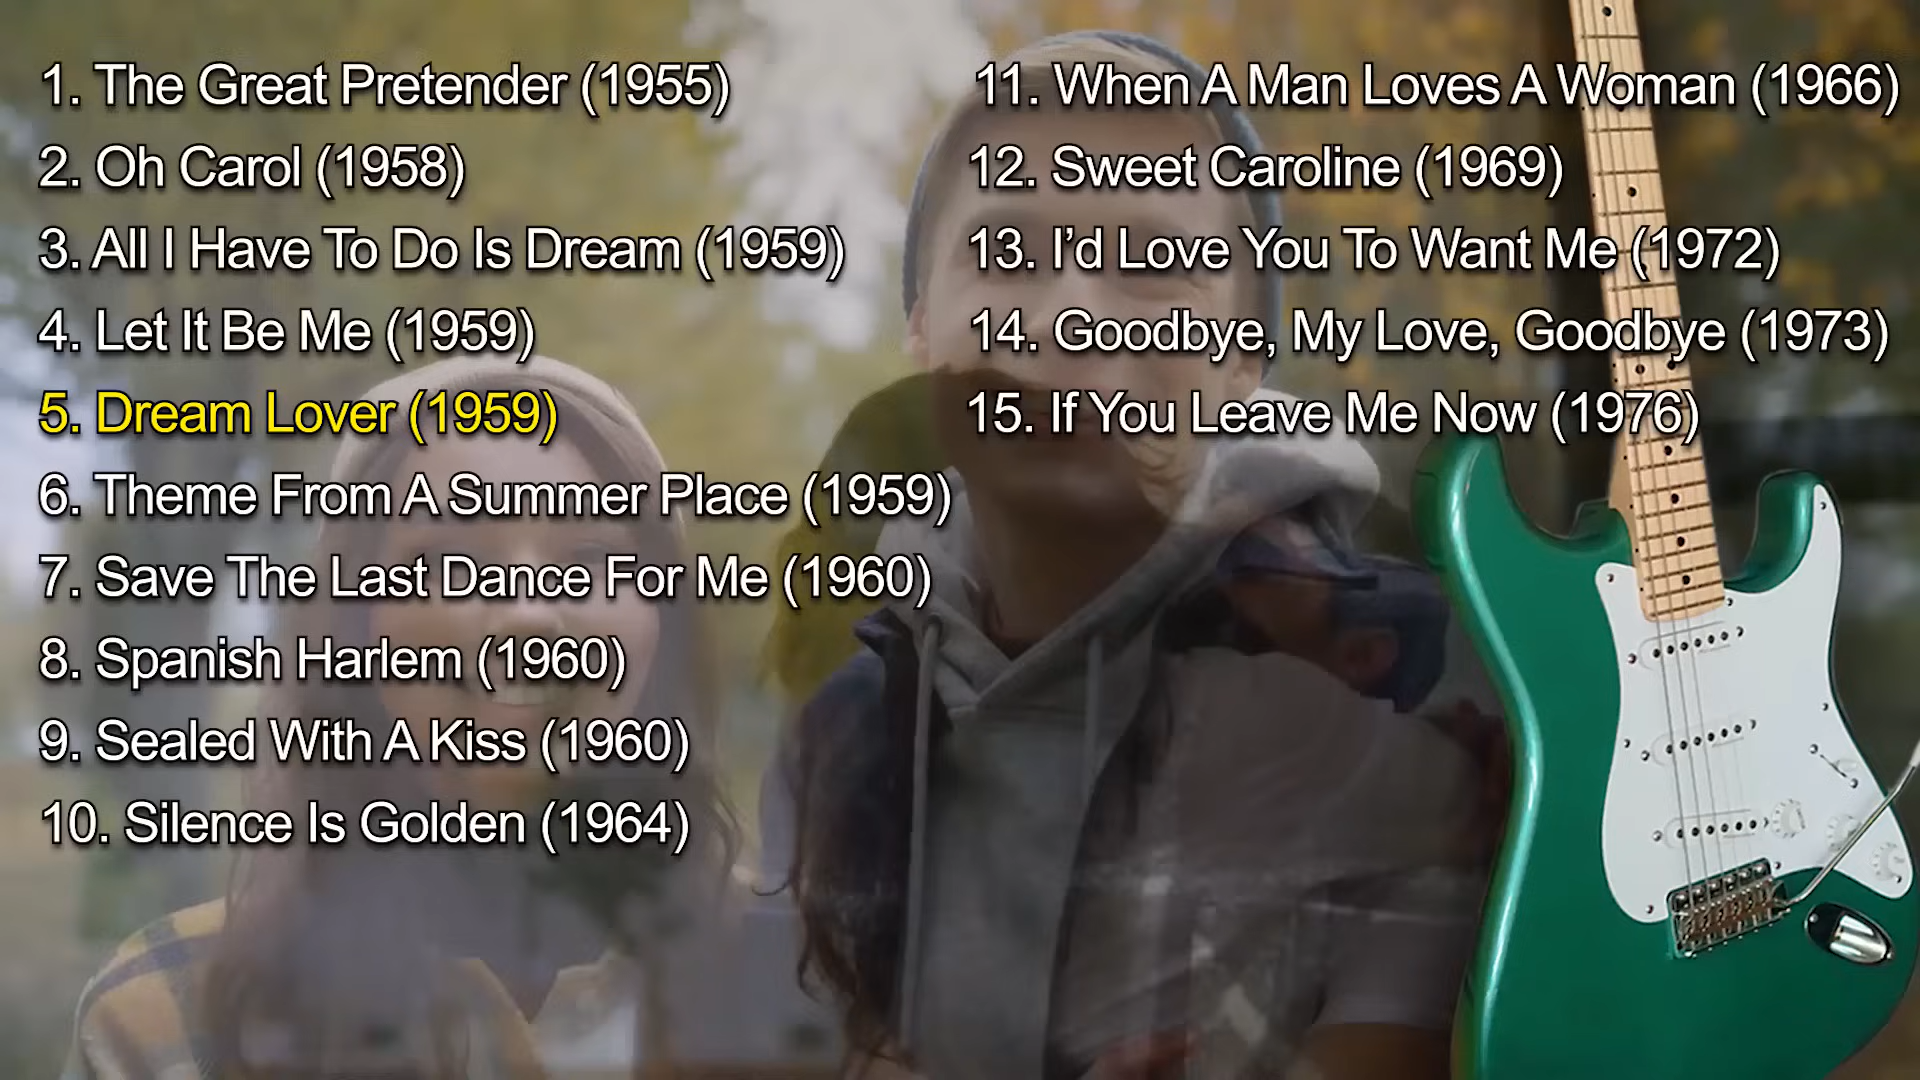 1. The Great Pretender (1955)
2. Oh Carol (1958)
3. All I Have To Do Is Dream (1959)
4. Let It Be Me (1959)
5. Dream Lover (1959)
6. Theme From A Summer Place (1959)
7. Save The Last Dance For Me (1960)
8. Spanish Harlem (1960)
9. Sealed With A Kiss (1960)
10. Silence Is Golden (1964)
11. When A Man Loves A Woman (1966)
12. Sweet Caroline (1969)
13. I’d Love You To Want Me (1972)
14. Goodbye, My Love, Goodbye (1973)
15. If You Leave Me Now (1976)